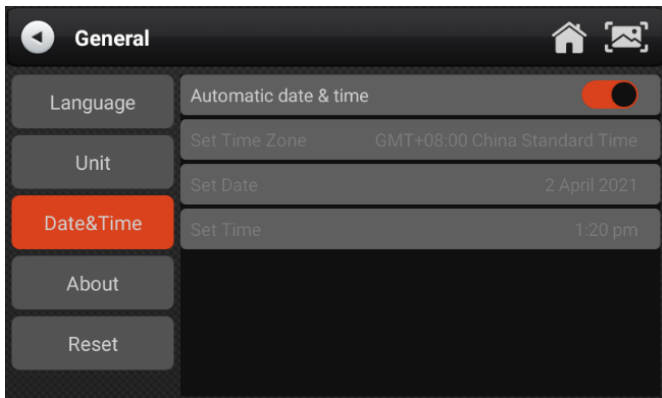 General
Language
Unit
Date&Time
About
Reset
Automatic date & time
Set Time Zone GMT+08:00 China Standard Time
Set Date 2 April 2021
Set Time 1:20 pm